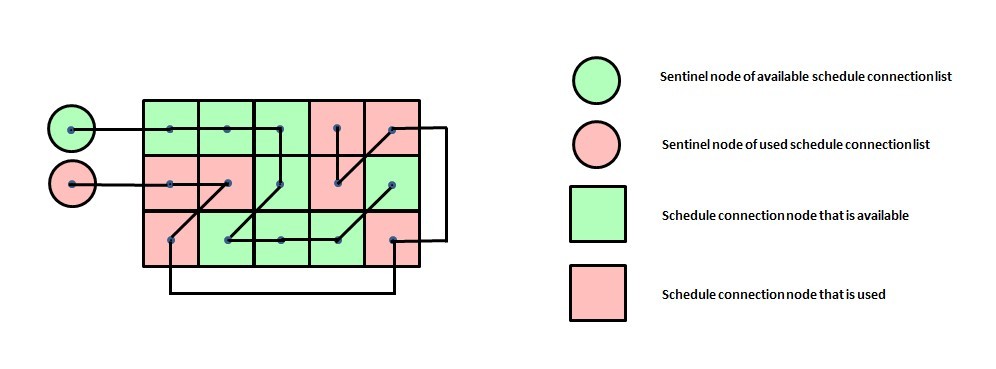 Sentinel node of available schedule connection list
Sentinel node of used schedule connection list
Schedule connection node that is available
Schedule connection node that is used